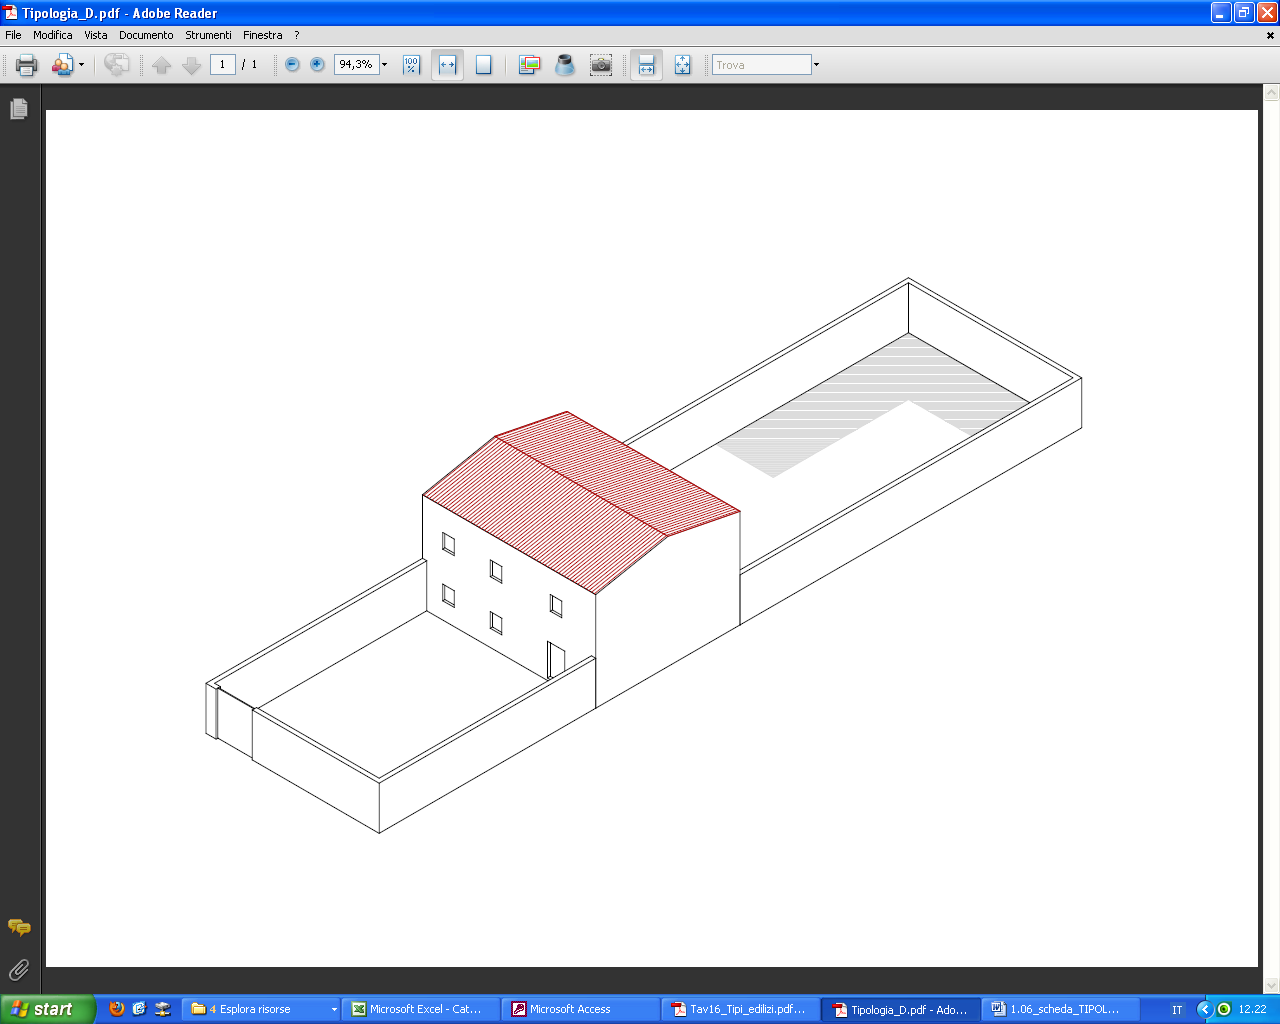 Tipologia_D.pdf - Adobe Reader
File Modifica Vista Documento Strumenti Finestra ?
1 / 1 94,3% 100 % Trova
start 4 Esplora risorse Microsoft Excel - Cat... Microsoft Access Tav16_Tipi_edilizi.pdf... Tipologia_D.pdf - Ado... 1.06_scheda_TIPOL... IT 12.22